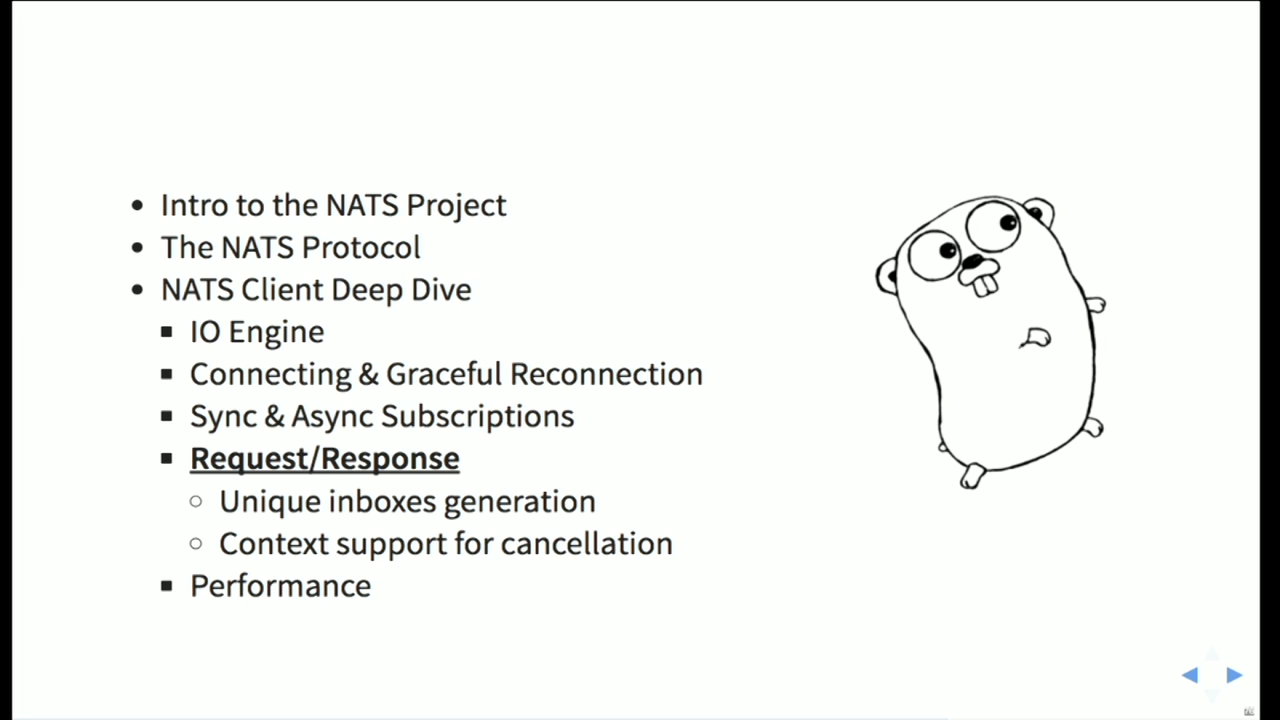 Intro to the NATS Project
The NATS Protocol
NATS Client Deep Dive
IO Engine
Connecting & Graceful Reconnection
Sync & Async Subscriptions
Request/Response
Unique inboxes generation
Context support for cancellation
Performance